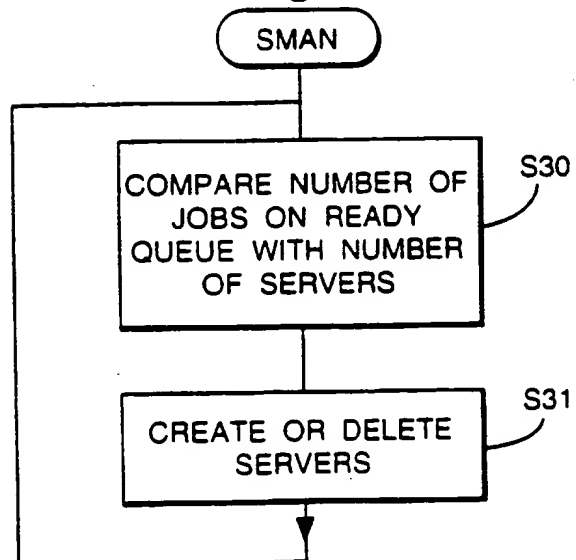 SMAN
COMPARE NUMBER OF
JOBS ON READY
QUEUE WITH NUMBER
OF SERVERS
S30
CREATE OR DELETE
SERVERS
S31